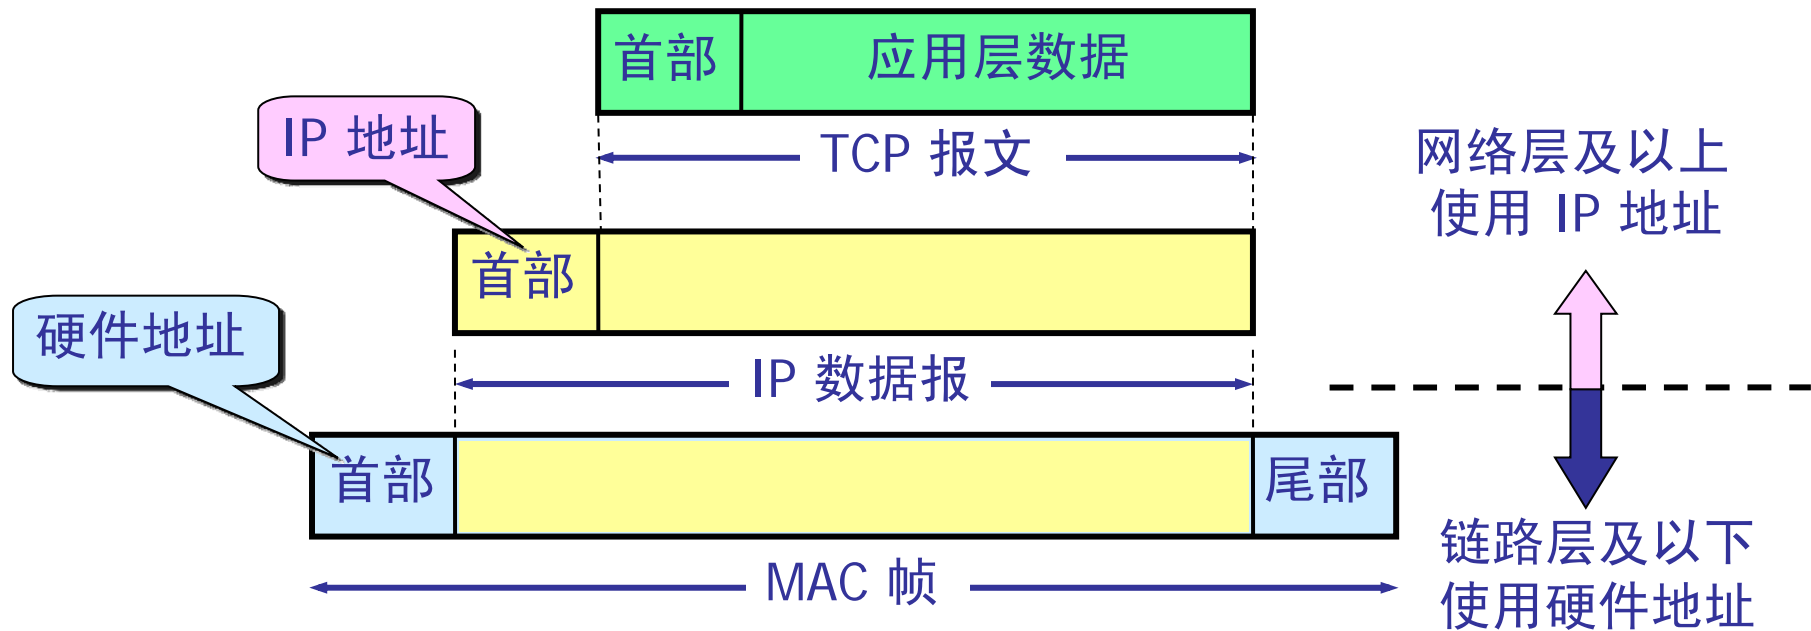 首部 应用层数据
IP 地址
TCP 报文
网络层及以上
使用 IP 地址
首部
硬件地址
IP 数据报
首部 尾部
链路层及以下
使用硬件地址
MAC 帧